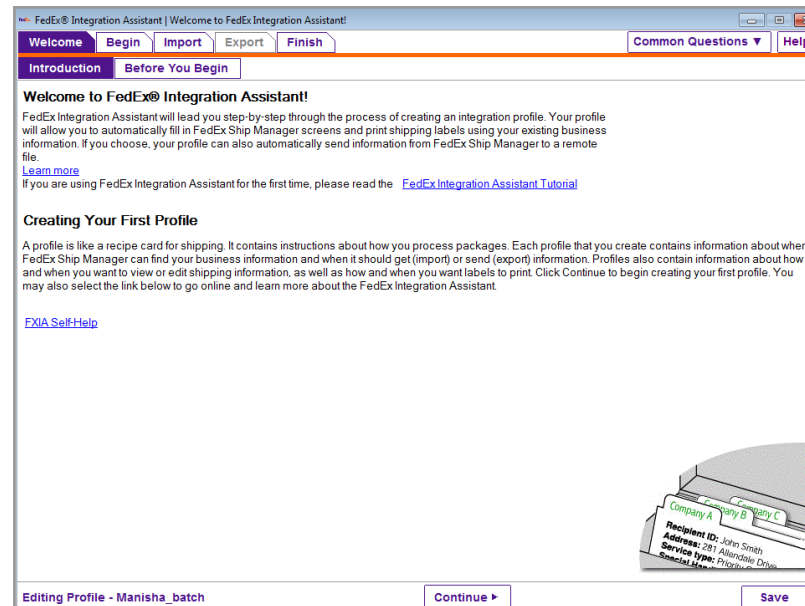 FedEx® Integration Assistant | Welcome to FedEx Integration Assistant!
Welcome Begin Import Export Finish Common Questions ▼ Help
Introduction Before You Begin
Welcome to FedEx® Integration Assistant!
FedEx Integration Assistant will lead you step-by-step through the process of creating an integration profile. Your profile
will allow you to automatically fill in FedEx Ship Manager screens and print shipping labels using your existing business
information. If you choose, your profile can also automatically send information from FedEx Ship Manager to a remote
file.
Learn more
If you are using FedEx Integration Assistant for the first time, please read the FedEx Integration Assistant Tutorial
Creating Your First Profile
A profile is like a recipe card for shipping. It contains instructions about how you process packages. Each profile that you create contains information about wher
FedEx Ship Manager can find your business information and when it should get (import) or send (export) information. Profiles also contain information about how
and when you want to view or edit shipping information, as well as how and when you want labels to print. Click Continue to begin creating your first profile. You
may also select the link below to go online and learn more about the FedEx Integration Assistant.
FXIA Self-Help
Company A Company B Company C
Recipient ID: John Smith
Address: 281 Allendale Drive
Service type: Priority
Special
Editing Profile - Manisha_batch Continue ► Save